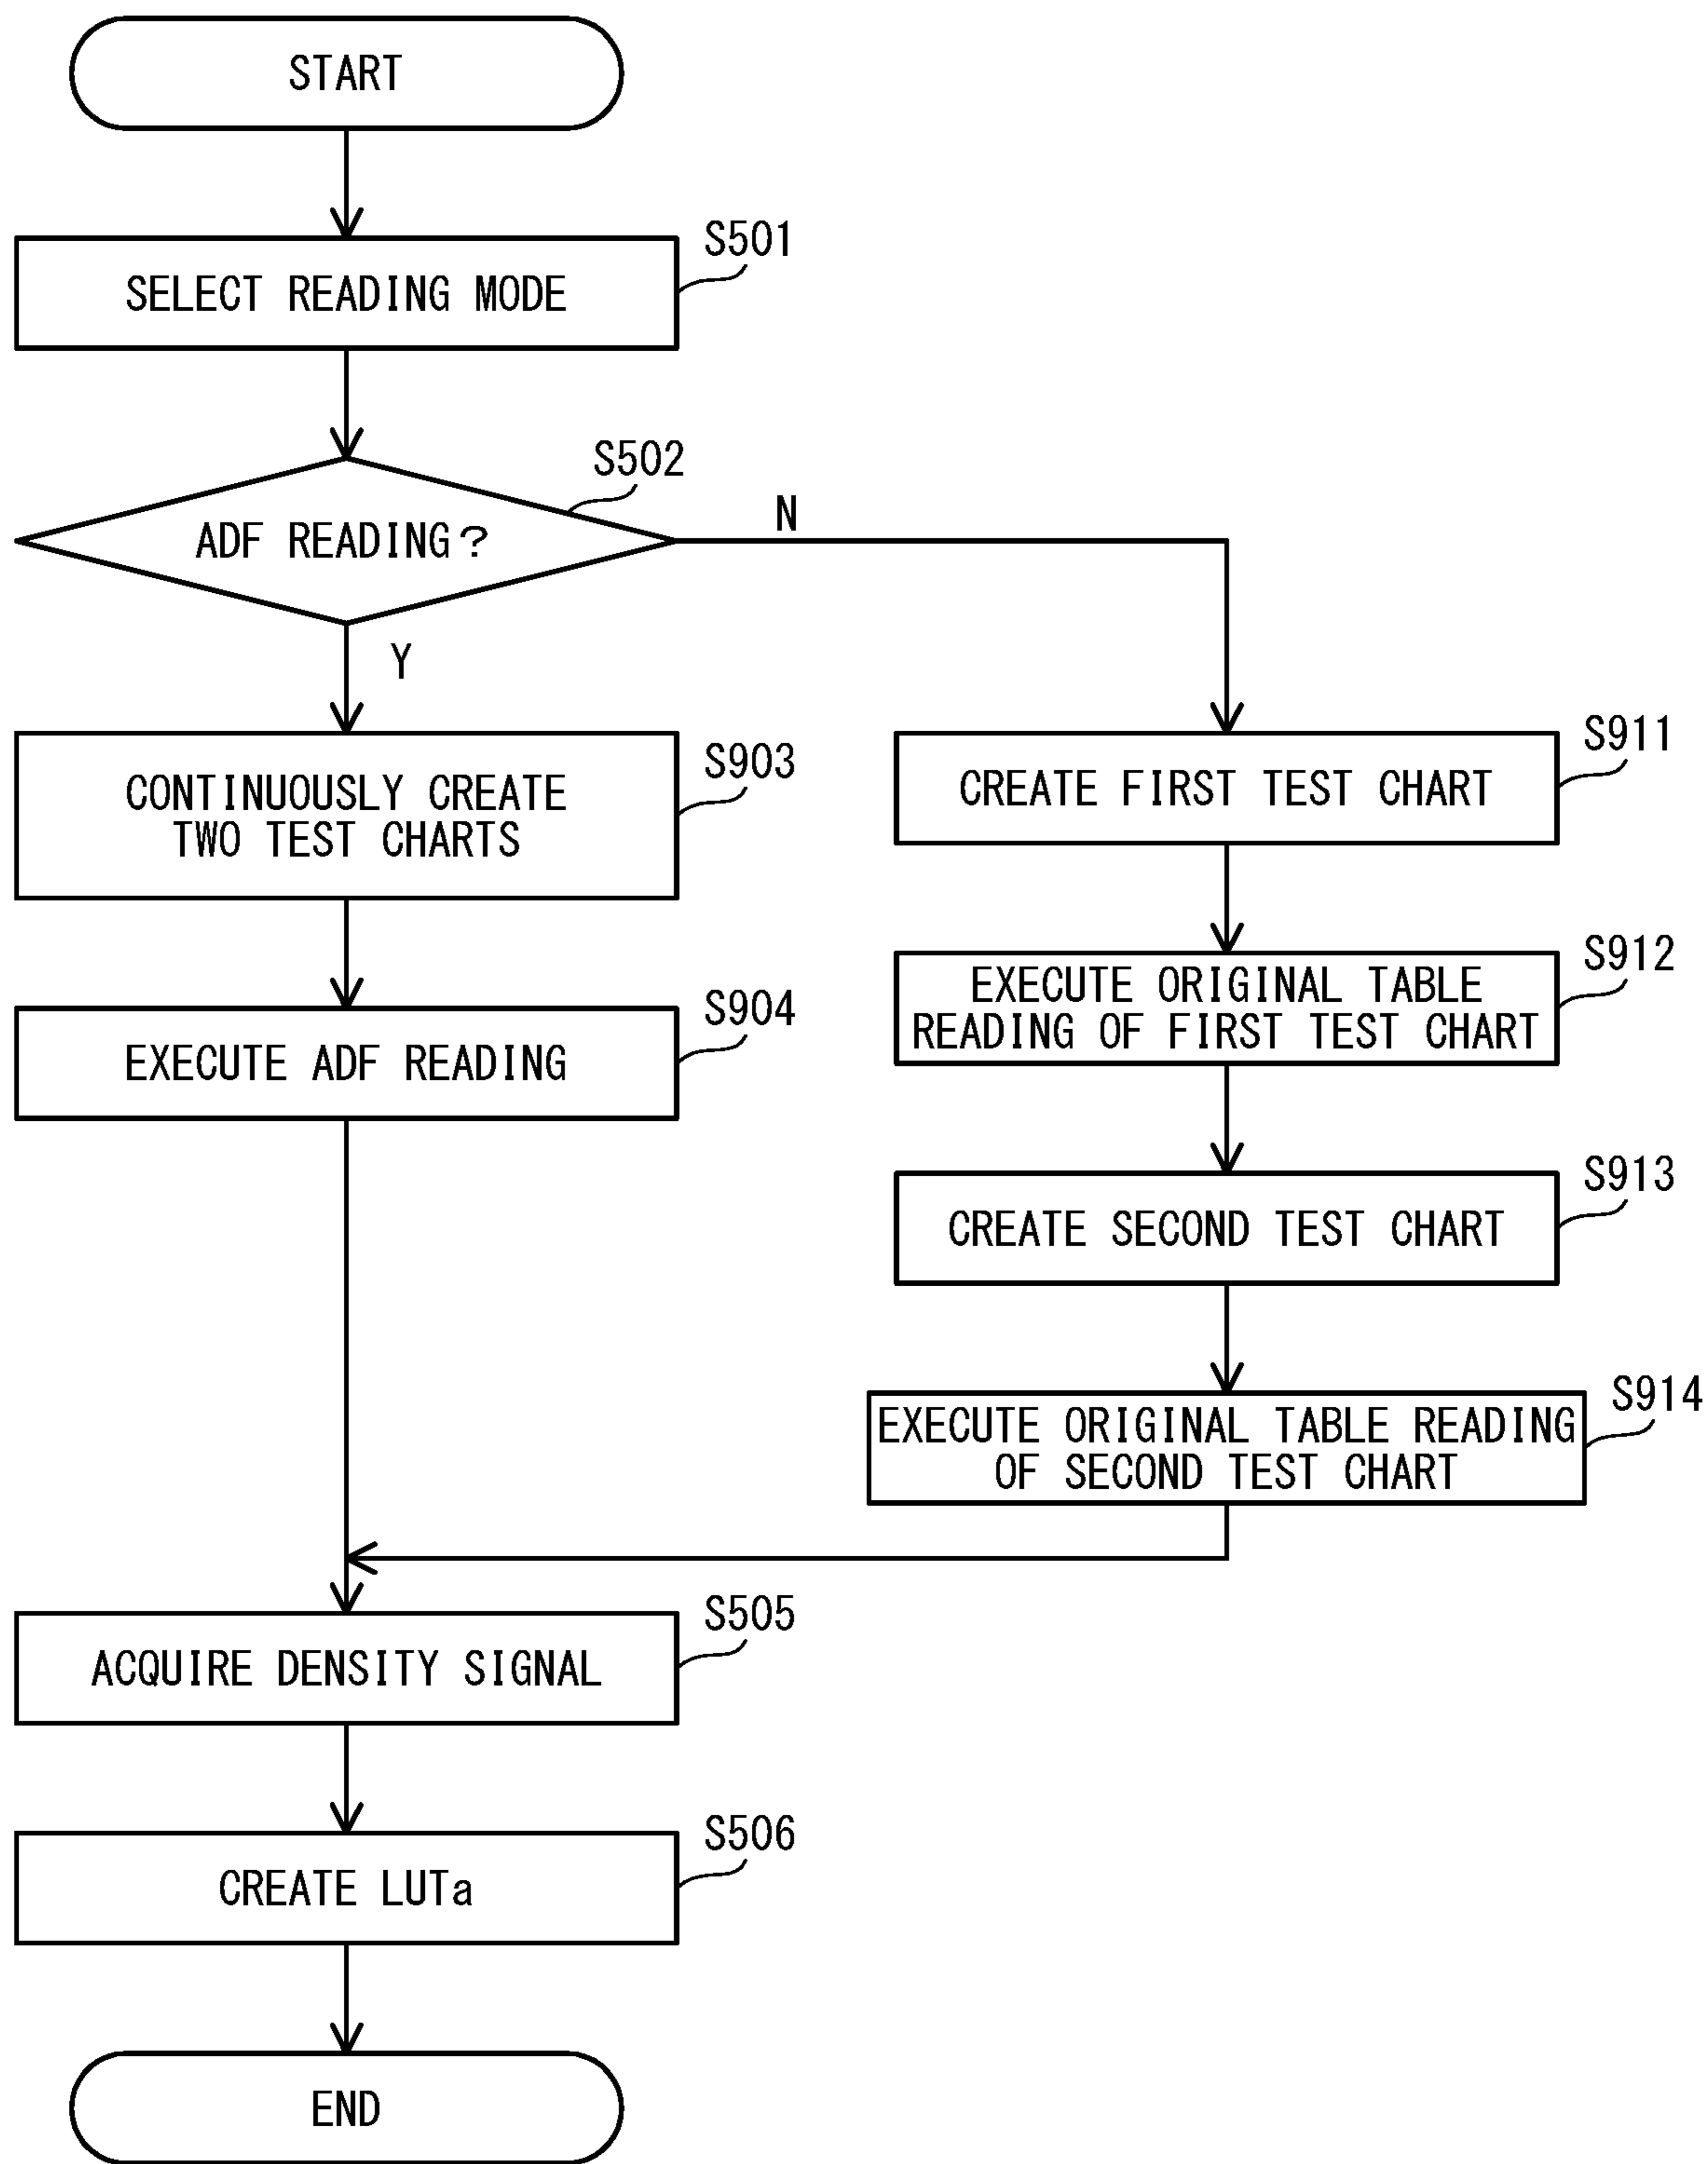 START
S501
SELECT READING MODE
S502
ADF READING?
N
Y
S903
CONTINUOUSLY CREATE
TWO TEST CHARTS
S904
EXECUTE ADF READING
S911
CREATE FIRST TEST CHART
S912
EXECUTE ORIGINAL TABLE
READING OF FIRST TEST CHART
S913
CREATE SECOND TEST CHART
S914
EXECUTE ORIGINAL TABLE READING
OF SECOND TEST CHART
S505
ACQUIRE DENSITY SIGNAL
S506
CREATE LUTa
END